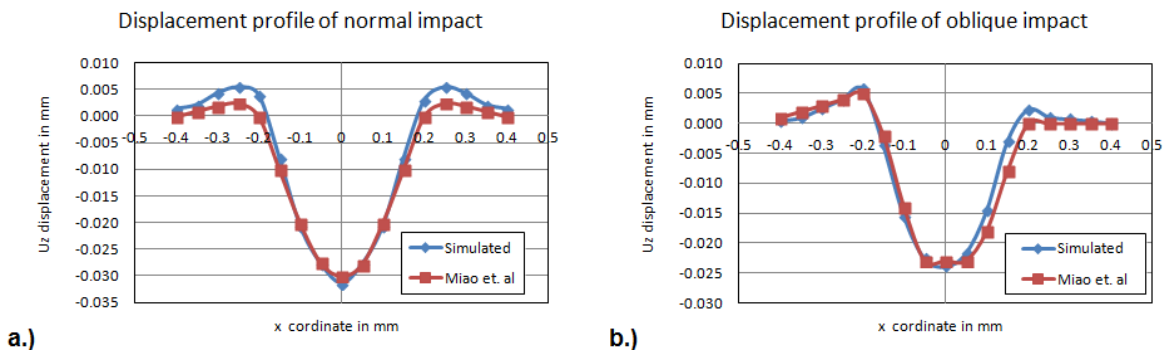 Displacement profile of normal impact
0.010
0.005
0.000
-0.005
-0.010
-0.015
-0.020
-0.025
-0.030
-0.035
-0.5 -0.4 -0.3 -0.2 -0.1 0 0.1 0.2 0.3 0.4 0.5
Uz displacement in mm
Simulated
Miao et. al
x cordinate in mm
a.)
Displacement profile of oblique impact
0.010
0.005
0.000
-0.005
-0.010
-0.015
-0.020
-0.025
-0.030
-0.5 -0.4 -0.3 -0.2 -0.1 0 0.1 0.2 0.3 0.4 0.5
Uz displacement in mm
Simulated
Miao et. al
x cordinate in mm
b.)